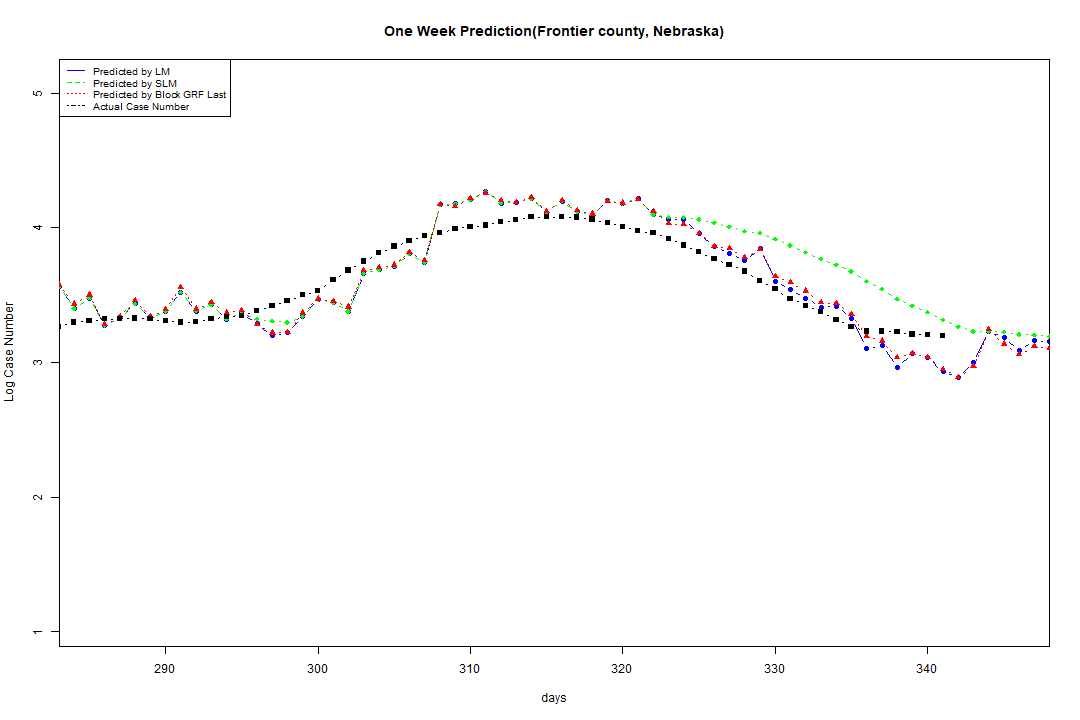 One Week Prediction(Frontier county, Nebraska)
Predicted by LM
Predicted by SLM
Predicted by Block GRF Last
Actual Case Number
5
4
3
2
1
Log Case Number
290 300 310 320 330 340
days